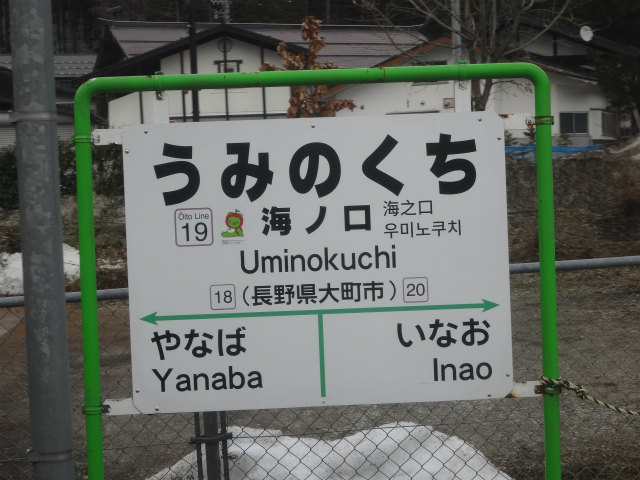 うみのくち
Ōito Line
19
海ノ口
海之口
우미노쿠치
Uminokuchi
18 (長野県大町市) 20
やなば いなお
Yanaba Inao